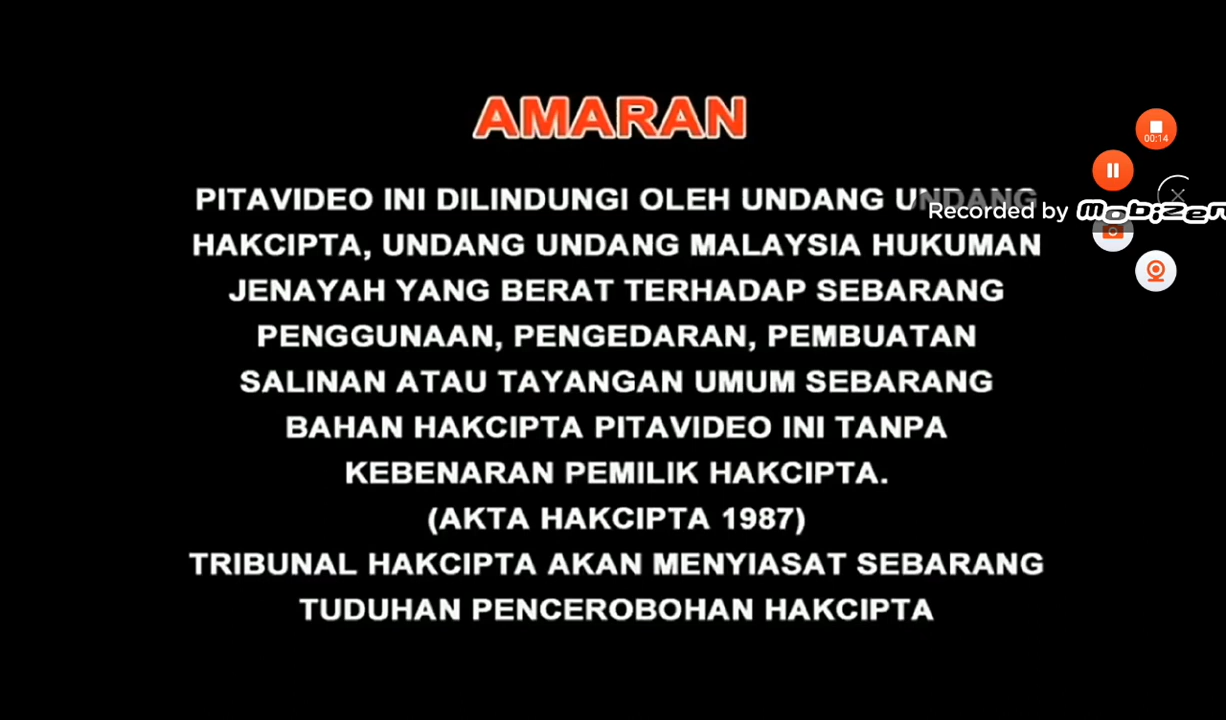 AMARAN
PITAVIDEO INI DILINDUNGI OLEH UNDANG UNDANG
HAKCIPTA, UNDANG UNDANG MALAYSIA HUKUMAN
JENAYAH YANG BERAT TERHADAP SEBARANG
PENGGUNAAN, PENGEDARAN, PEMBUATAN
SALINAN ATAU TAYANGAN UMUM SEBARANG
BAHAN HAKCIPTA PITAVIDEO INI TANPA
KEBENARAN PEMILIK HAKCIPTA.
(AKTA HAKCIPTA 1987)
TRIBUNAL HAKCIPTA AKAN MENYIASAT SEBARANG
TUDUHAN PENCEROBOHAN HAKCIPTA
00:14
Recorded by mobizen